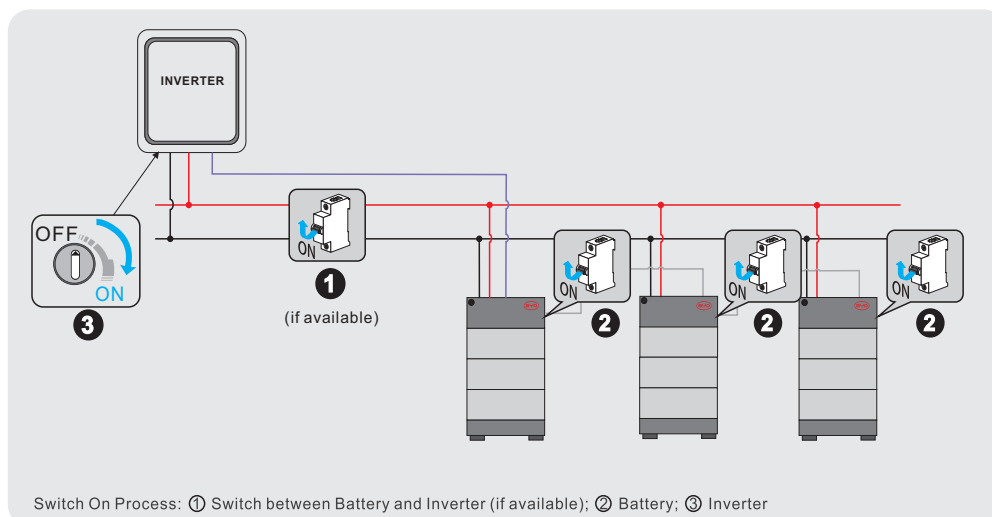 INVERTER
OFF
ON
3
ON
1
(if available)
ON
2
ON
2
ON
2
Switch On Process: ① Switch between Battery and Inverter (if available); ② Battery; ③ Inverter